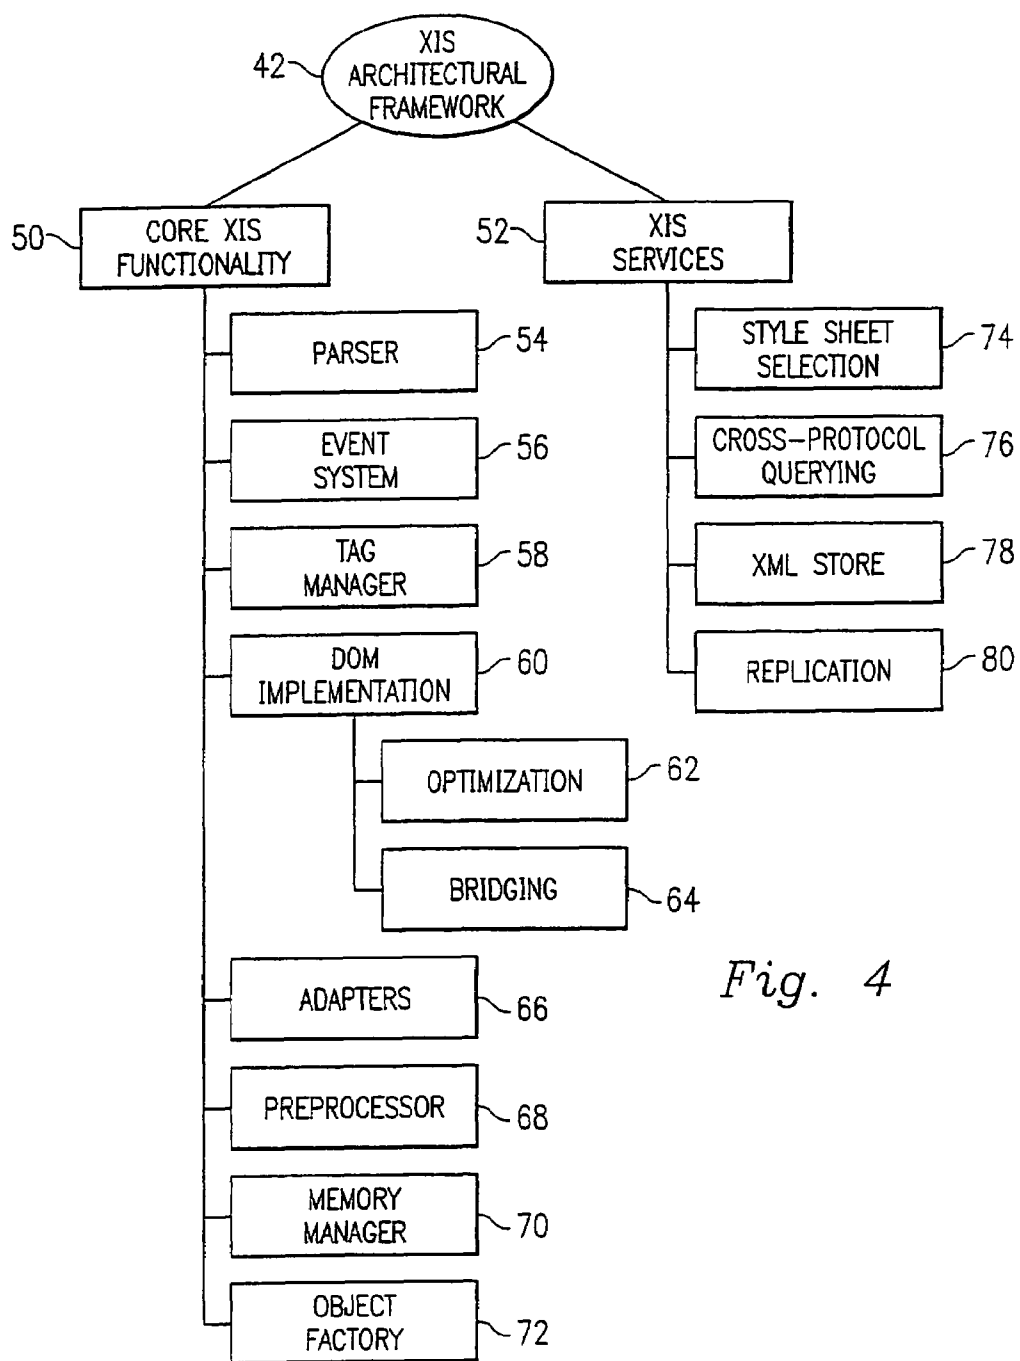 XIS
ARCHITECTURAL
FRAMEWORK
42
CORE XIS
FUNCTIONALITY
50
XIS
SERVICES
52
PARSER
54
EVENT
SYSTEM
56
TAG
MANAGER
58
DOM
IMPLEMENTATION
60
OPTIMIZATION
62
BRIDGING
64
ADAPTERS
66
PREPROCESSOR
68
MEMORY
MANAGER
70
OBJECT
FACTORY
72
STYLE SHEET
SELECTION
74
CROSS-PROTOCOL
QUERYING
76
XML STORE
78
REPLICATION
80
Fig. 4